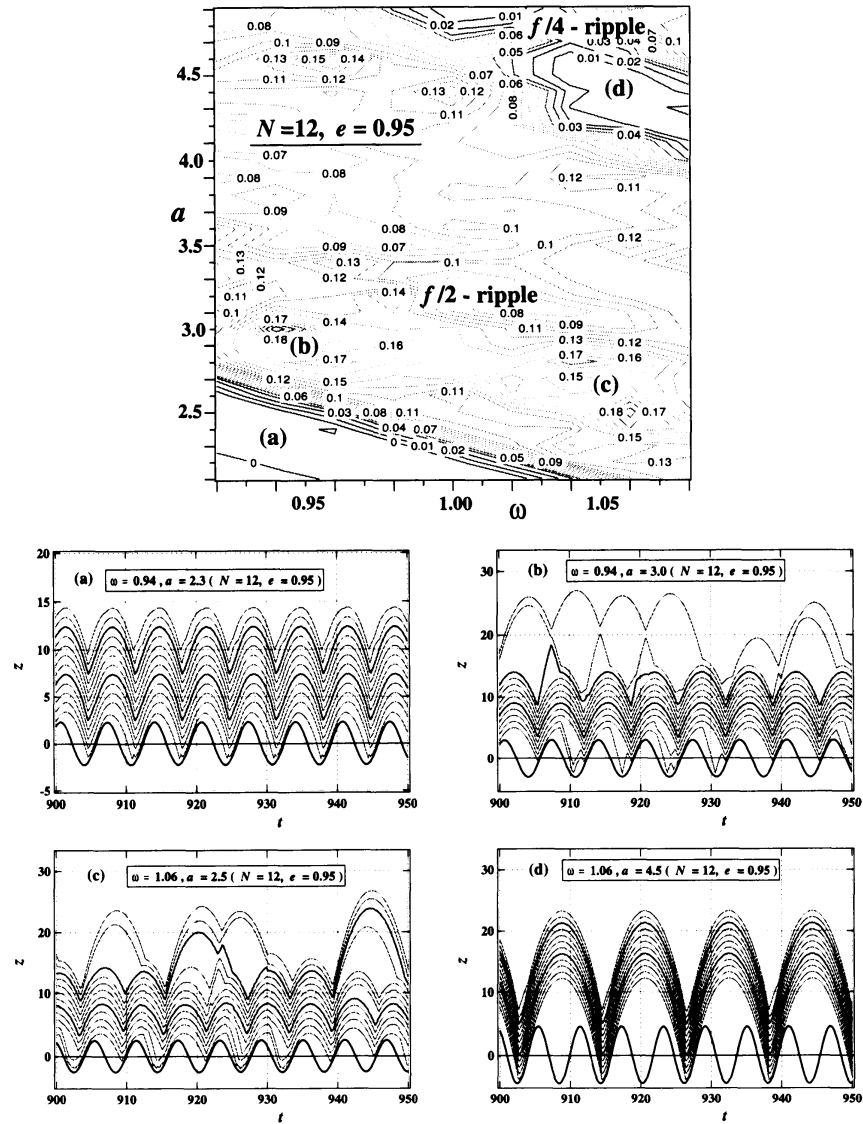 0.01
0.08 0.02 f/4 - ripple
0.06 0.03 0.04 0.07 0.1
0.1 0.09 0.05 0.01
0.13 0.15 0.14 0.07 0.02
4.5 0.11 0.12 0.06 (d)
0.13 0.08
0.11 0.03
N = 12, e = 0.95 0.04
4.0 0.07
0.08 0.08 0.12
0.11
a 0.09
0.08 0.1
3.5 0.09 0.07 0.1 0.12
0.13 0.12 0.13 0.1
0.12
0.11 0.14 f/2 - ripple
0.1 0.08
3.0 0.17 0.14 0.11 0.09
0.18 0.13 0.12
(b) 0.16 0.17 0.16
0.17
0.12 0.15 0.15 (c)
0.06 0.1 0.11
2.5 0.03 0.08 0.11 0.18 0.17
0.04 0.07 0.15
(a) 0 0.01 0.02
0 0.05 0.09 0.13
0.95 1.00 1.05
ω
(a) ω = 0.94 , a = 2.3 ( N = 12, e = 0.95 )
20
15
10
5
0
-5
z
900 910 920 930 940 950
t
(b) ω = 0.94 , a = 3.0 ( N = 12, e = 0.95 )
30
20
10
0
z
900 910 920 930 940 950
t
(c) ω = 1.06 , a = 2.5 ( N = 12, e = 0.95 )
30
20
10
0
z
900 910 920 930 940 950
t
(d) ω = 1.06 , a = 4.5 ( N = 12, e = 0.95 )
30
20
10
0
z
900 910 920 930 940 950
t